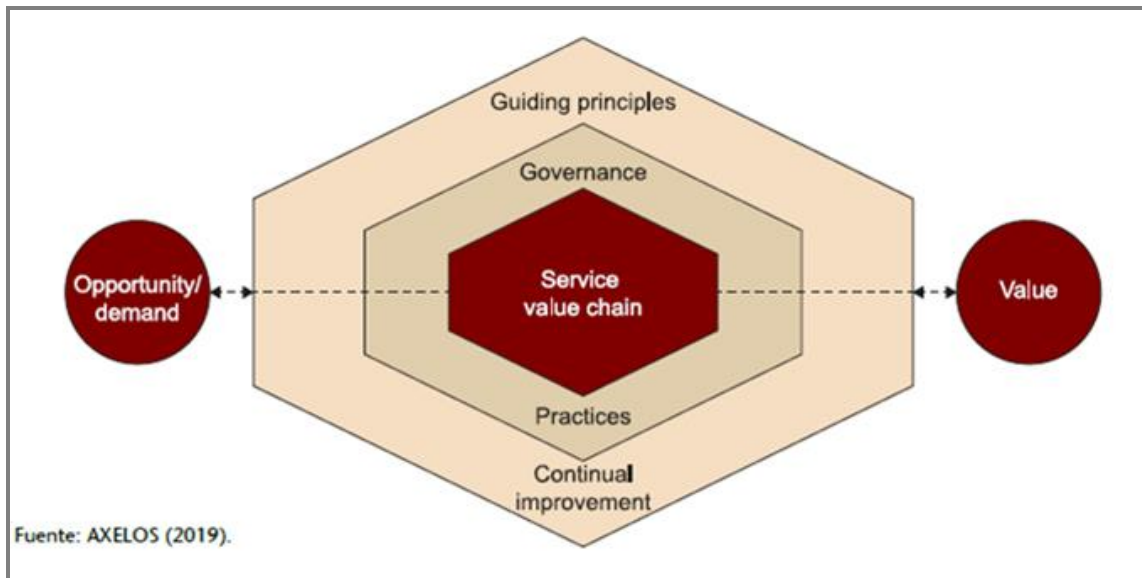 Guiding principles
Governance
Opportunity/
demand
Service
value chain
Value
Practices
Continual
improvement
Fuente: AXELOS (2019).